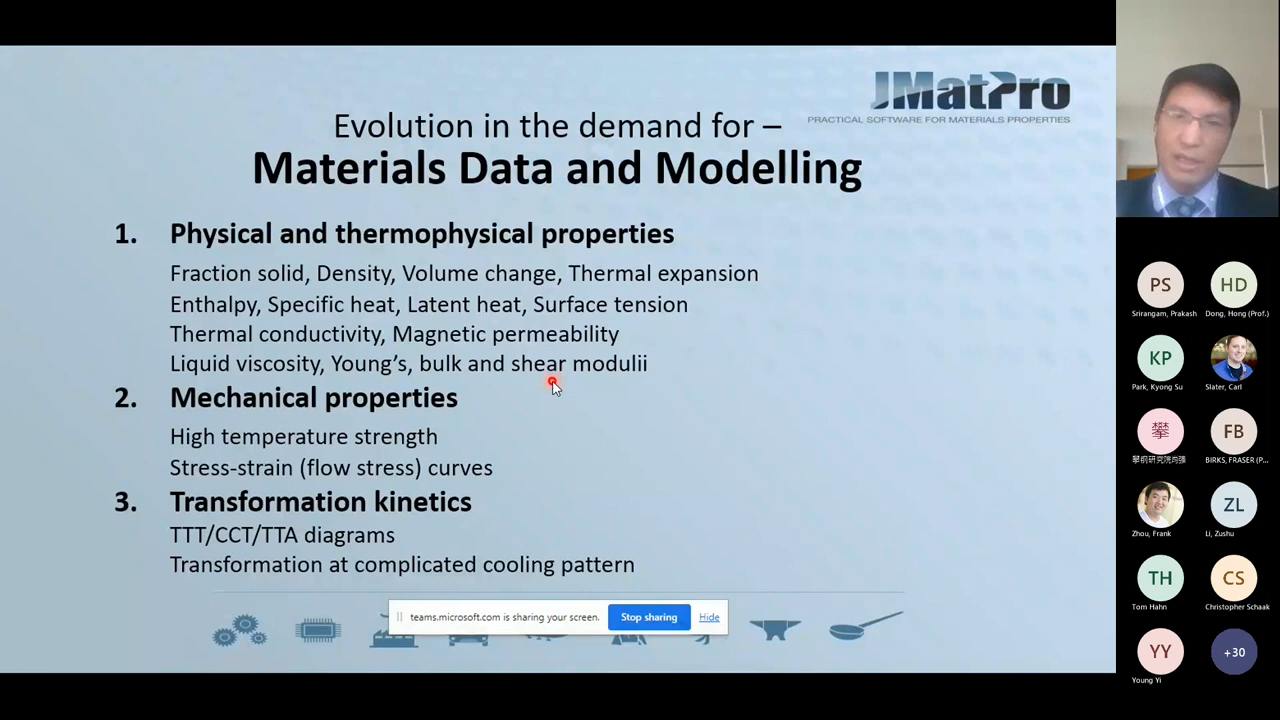 JMatPro
PRACTICAL SOFTWARE FOR MATERIALS PROPERTIES
Evolution in the demand for –
Materials Data and Modelling
1. Physical and thermophysical properties
Fraction solid, Density, Volume change, Thermal expansion
Enthalpy, Specific heat, Latent heat, Surface tension
Thermal conductivity, Magnetic permeability
Liquid viscosity, Young's, bulk and shear modulii
2. Mechanical properties
High temperature strength
Stress-strain (flow stress) curves
3. Transformation kinetics
TTT/CCT/TTA diagrams
Transformation at complicated cooling pattern
teams.microsoft.com is sharing your screen. Stop sharing Hide
PS HD
Srirangam, Prakash Dong, Hong (Prof.)
KP
Park, Kyong Su Slater, Carl
攀 FB
攀钢研究院向 BIRKS, FRASER (P...
ZL
Zhou, Frank Li, Zushu
TH CS
Tom Hahn Christopher Schaak
YY +30
Young Yi